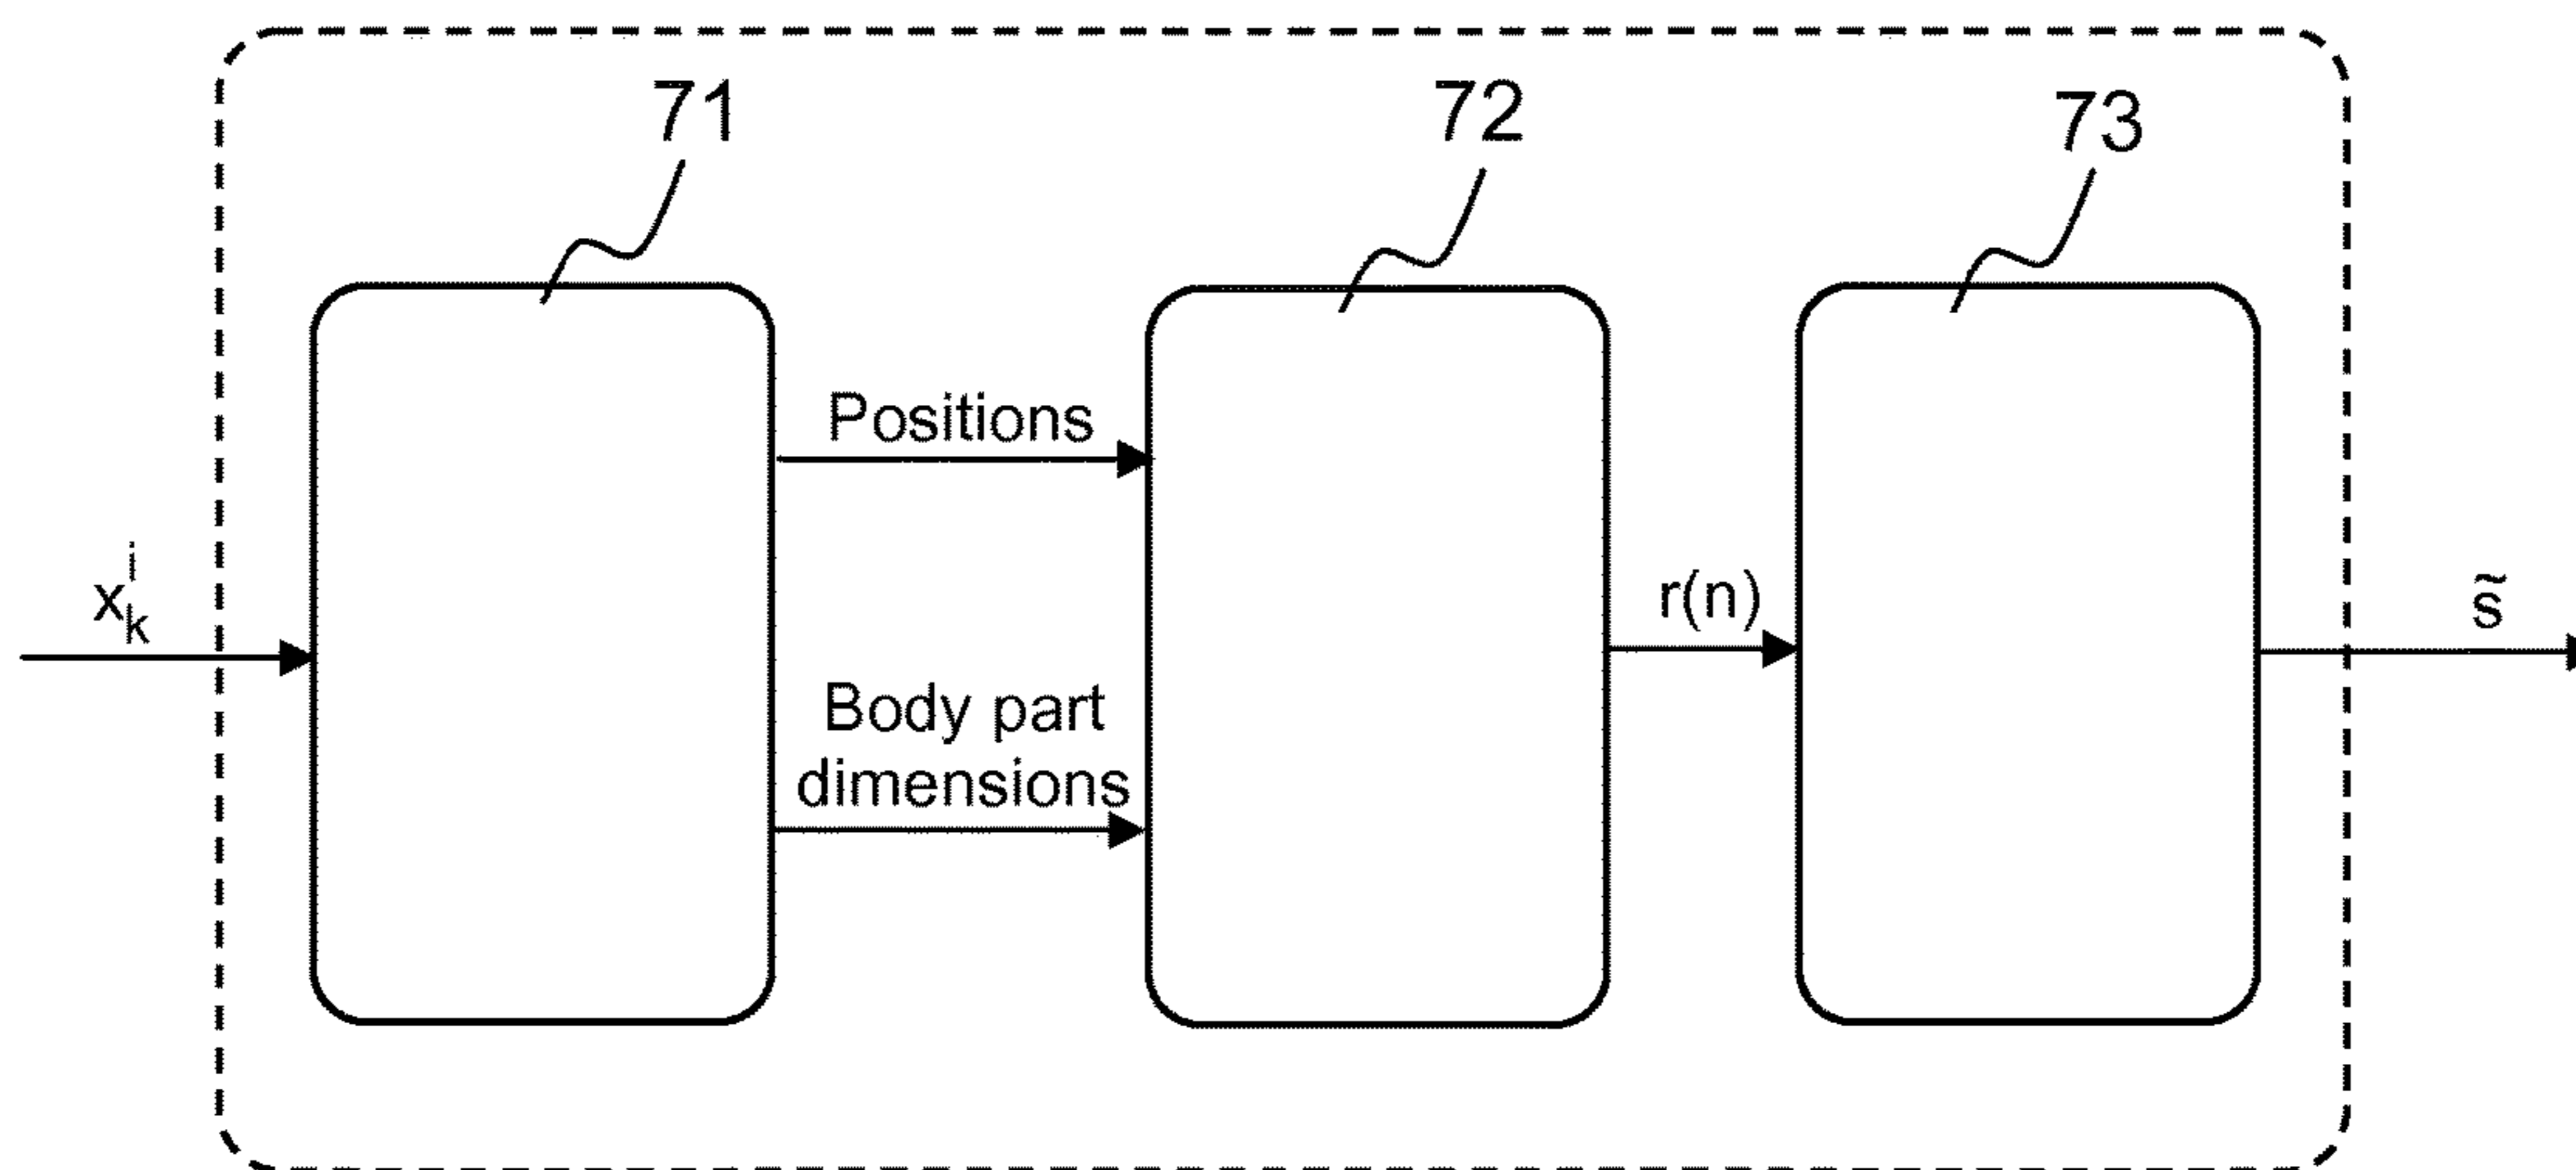 71
72
73
Positions
x_k^i
Body part
dimensions
r(n)
s̃